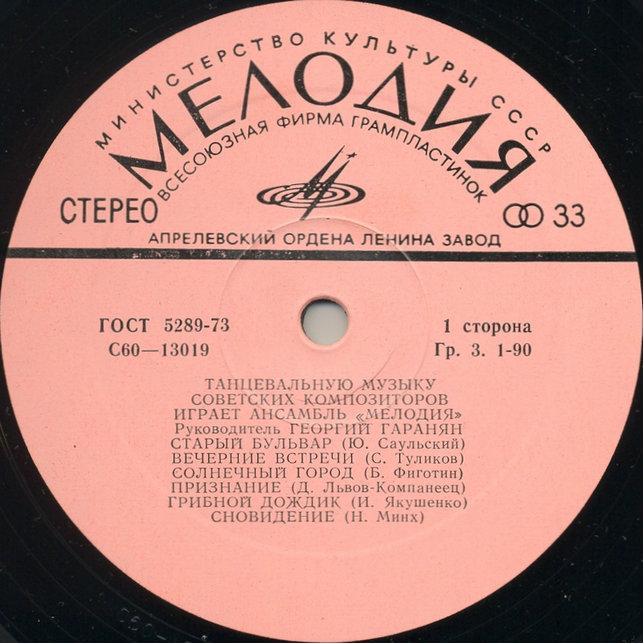 МИНИСТЕРСТВО КУЛЬТУРЫ СССР
МЕЛОДИЯ
ВСЕСОЮЗНАЯ ФИРМА ГРАМПЛАСТИНОК
СТЕРЕО
33
АПРЕЛЕВСКИЙ ОРДЕНА ЛЕНИНА ЗАВОД
ГОСТ 5289-73
1 сторона
С60—13019
Гр. 3. 1-90
ТАНЦЕВАЛЬНУЮ МУЗЫКУ
СОВЕТСКИХ КОМПОЗИТОРОВ
ИГРАЕТ АНСАМБЛЬ «МЕЛОДИЯ»
Руководитель ГЕОРГИЙ ГАРАНЯН
СТАРЫЙ БУЛЬВАР (Ю. Саульский)
ВЕЧЕРНИЕ ВСТРЕЧИ (С. Туликов)
СОЛНЕЧНЫЙ ГОРОД (Б. Фиготин)
ПРИЗНАНИЕ (Д. Львов-Компанеец)
ГРИБНОЙ ДОЖДИК (И. Якушенко)
СНОВИДЕНИЕ (Н. Минх)